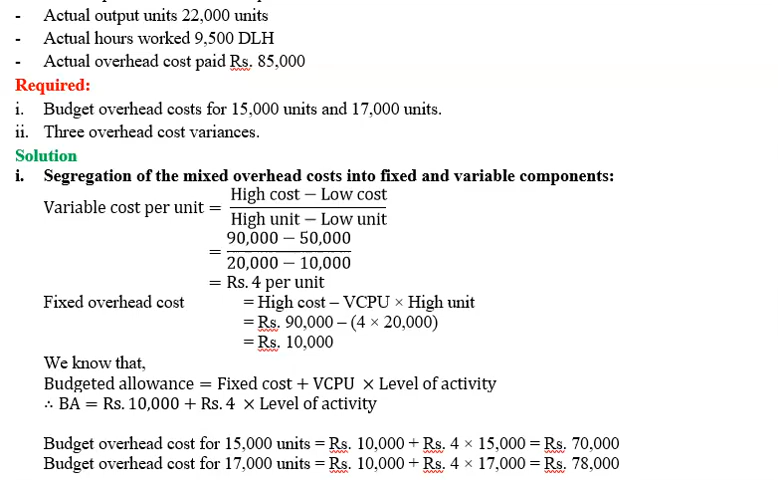 - Actual output units 22,000 units
- Actual hours worked 9,500 DLH
- Actual overhead cost paid Rs. 85,000
Required:
i. Budget overhead costs for 15,000 units and 17,000 units.
ii. Three overhead cost variances.
Solution
i. Segregation of the mixed overhead costs into fixed and variable components:
Variable cost per unit = High cost – Low cost
High unit – Low unit
= 90,000 – 50,000
20,000 – 10,000
= Rs. 4 per unit
Fixed overhead cost = High cost – VCPU × High unit
= Rs. 90,000 – (4 × 20,000)
= Rs. 10,000
We know that,
Budgeted allowance = Fixed cost + VCPU × Level of activity
∴ BA = Rs. 10,000 + Rs. 4 × Level of activity
Budget overhead cost for 15,000 units = Rs. 10,000 + Rs. 4 × 15,000 = Rs. 70,000
Budget overhead cost for 17,000 units = Rs. 10,000 + Rs. 4 × 17,000 = Rs. 78,000